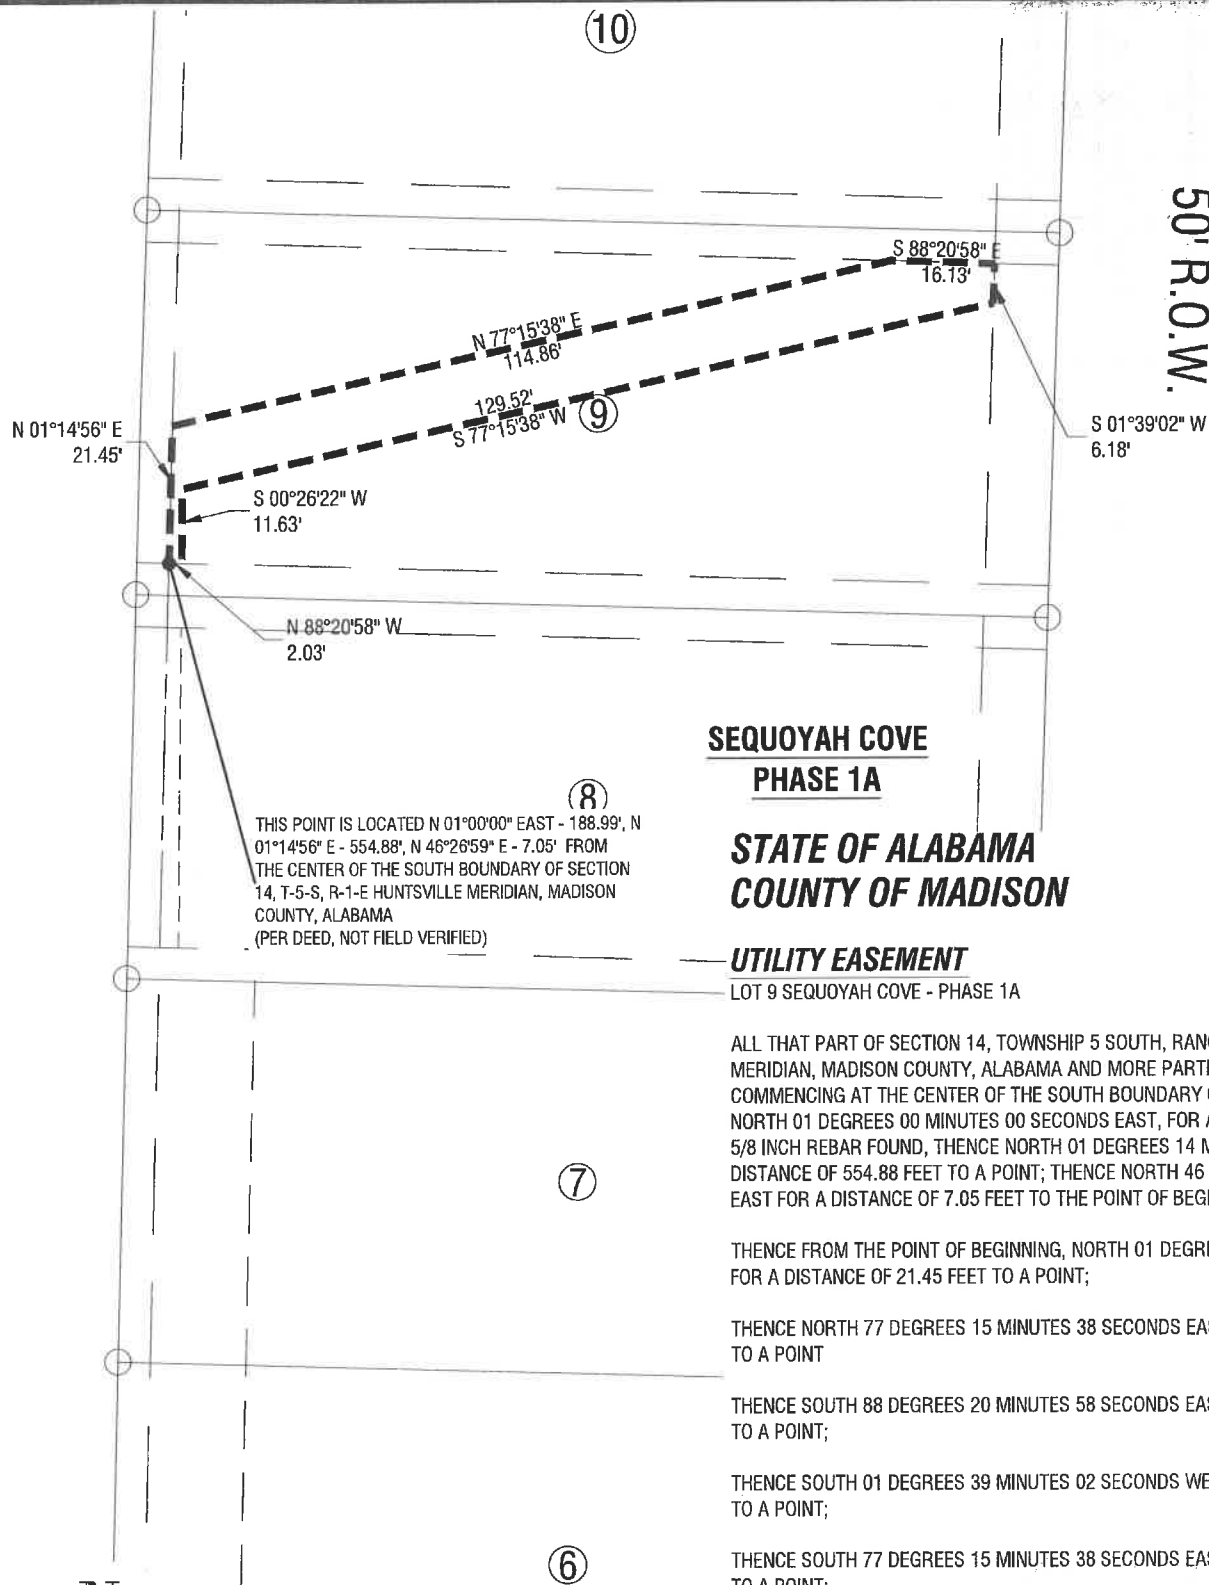 10
50' R.O.W.
S 88°20'58" E
16.13'
N 77°15'38" E
114.86'
129.52'
S 77°15'38" W
9
N 01°14'56" E
21.45'
S 01°39'02" W
6.18'
S 00°26'22" W
11.63'
N 88°20'58" W
2.03'
SEQUOYAH COVE
PHASE 1A
8
THIS POINT IS LOCATED N 01°00'00" EAST - 188.99', N
01°14'56" E - 554.88', N 46°26'59" E - 7.05' FROM
THE CENTER OF THE SOUTH BOUNDARY OF SECTION
14, T-5-S, R-1-E HUNTSVILLE MERIDIAN, MADISON
COUNTY, ALABAMA
(PER DEED, NOT FIELD VERIFIED)
STATE OF ALABAMA
COUNTY OF MADISON
UTILITY EASEMENT
LOT 9 SEQUOYAH COVE - PHASE 1A
ALL THAT PART OF SECTION 14, TOWNSHIP 5 SOUTH,
MERIDIAN, MADISON COUNTY, ALABAMA AND MORE
COMMENCING AT THE CENTER OF THE SOUTH BOUNDARY
NORTH 01 DEGREES 00 MINUTES 00 SECONDS EAST, FOR
5/8 INCH REBAR FOUND, THENCE NORTH 01 DEGREES 14
DISTANCE OF 554.88 FEET TO A POINT; THENCE NORTH 46
EAST FOR A DISTANCE OF 7.05 FEET TO THE POINT OF
THENCE FROM THE POINT OF BEGINNING, NORTH 01
FOR A DISTANCE OF 21.45 FEET TO A POINT;
THENCE NORTH 77 DEGREES 15 MINUTES 38 SECONDS
TO A POINT
THENCE SOUTH 88 DEGREES 20 MINUTES 58 SECONDS
TO A POINT;
THENCE SOUTH 01 DEGREES 39 MINUTES 02 SECONDS
TO A POINT;
THENCE SOUTH 77 DEGREES 15 MINUTES 38 SECONDS
TO A POINT;
7
6